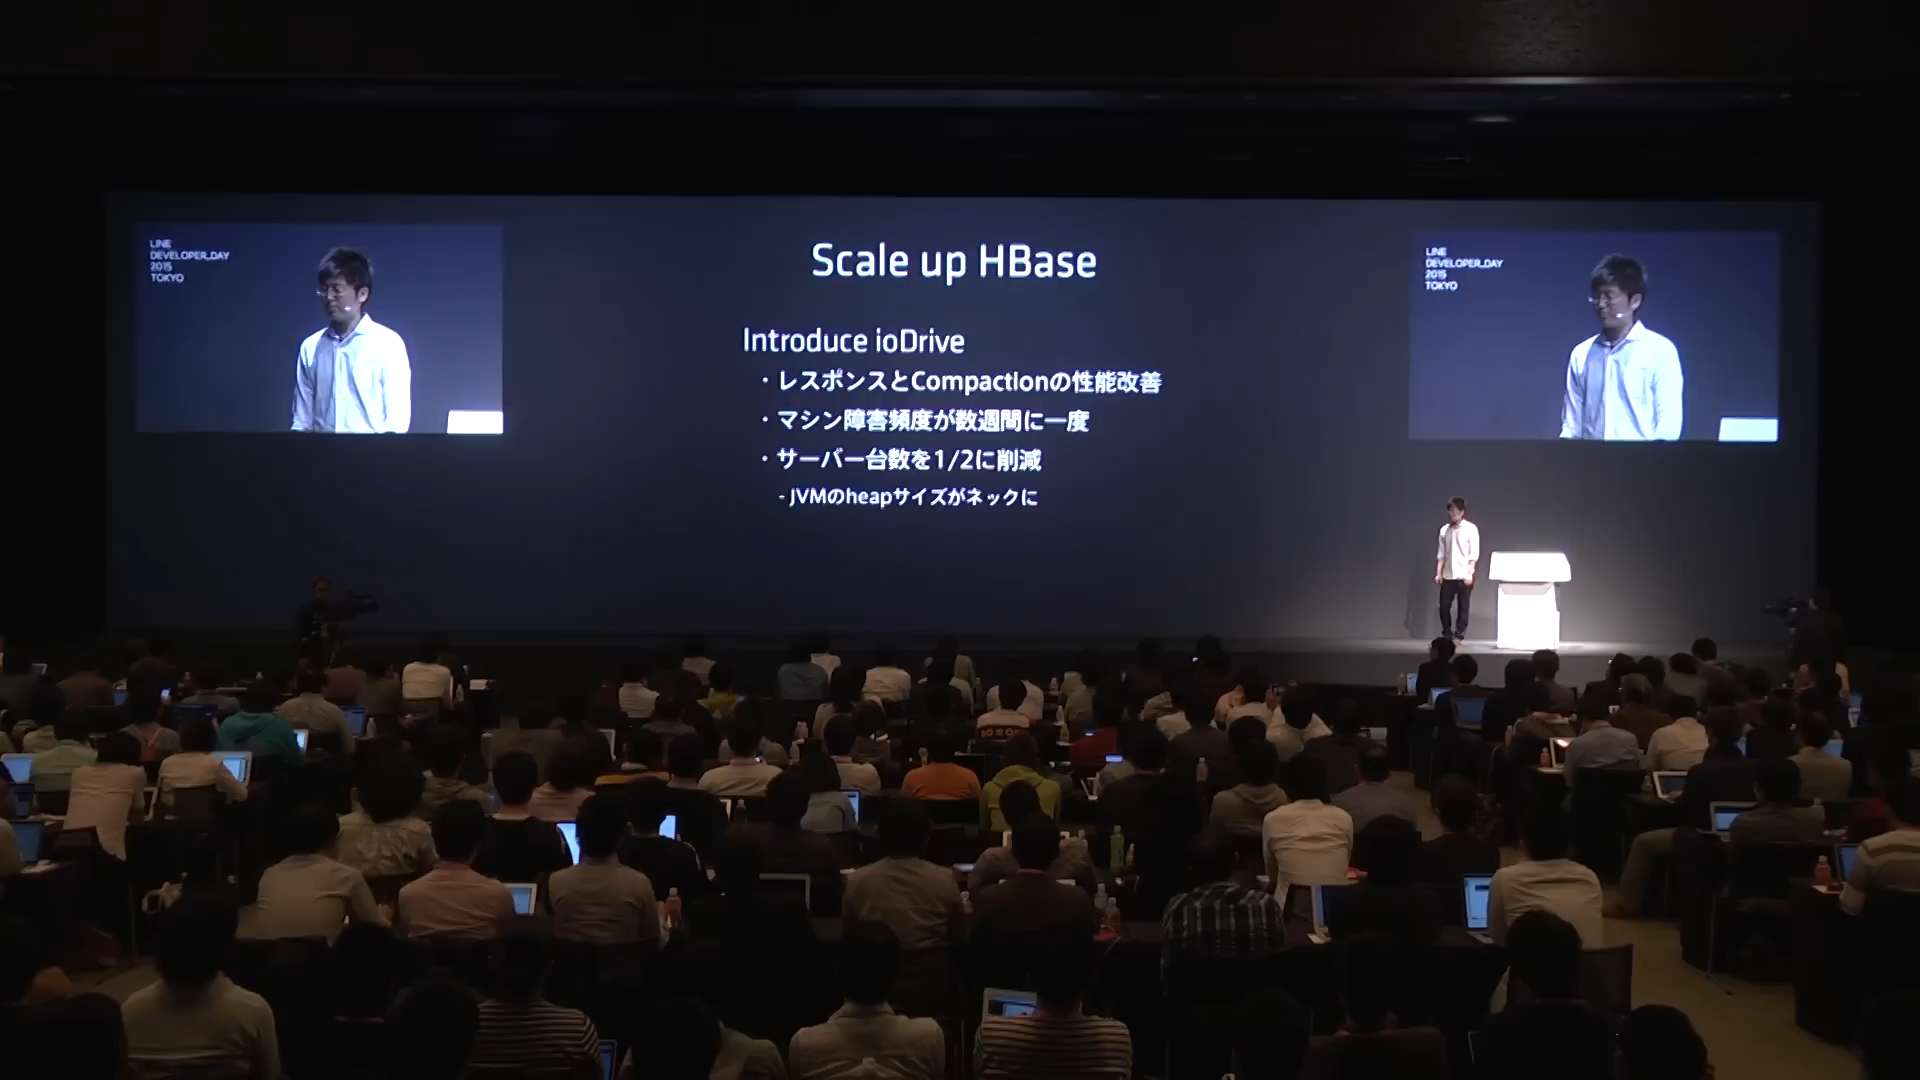 LINE
DEVELOPER_DAY
2015
TOKYO
Scale up HBase
Introduce ioDrive
・レスポンスとCompactionの性能改善
・マシン障害頻度が数週間に一度
・サーバー台数を1/2に削減
- JVMのheapサイズがネックに
LINE
DEVELOPER_DAY
2015
TOKYO